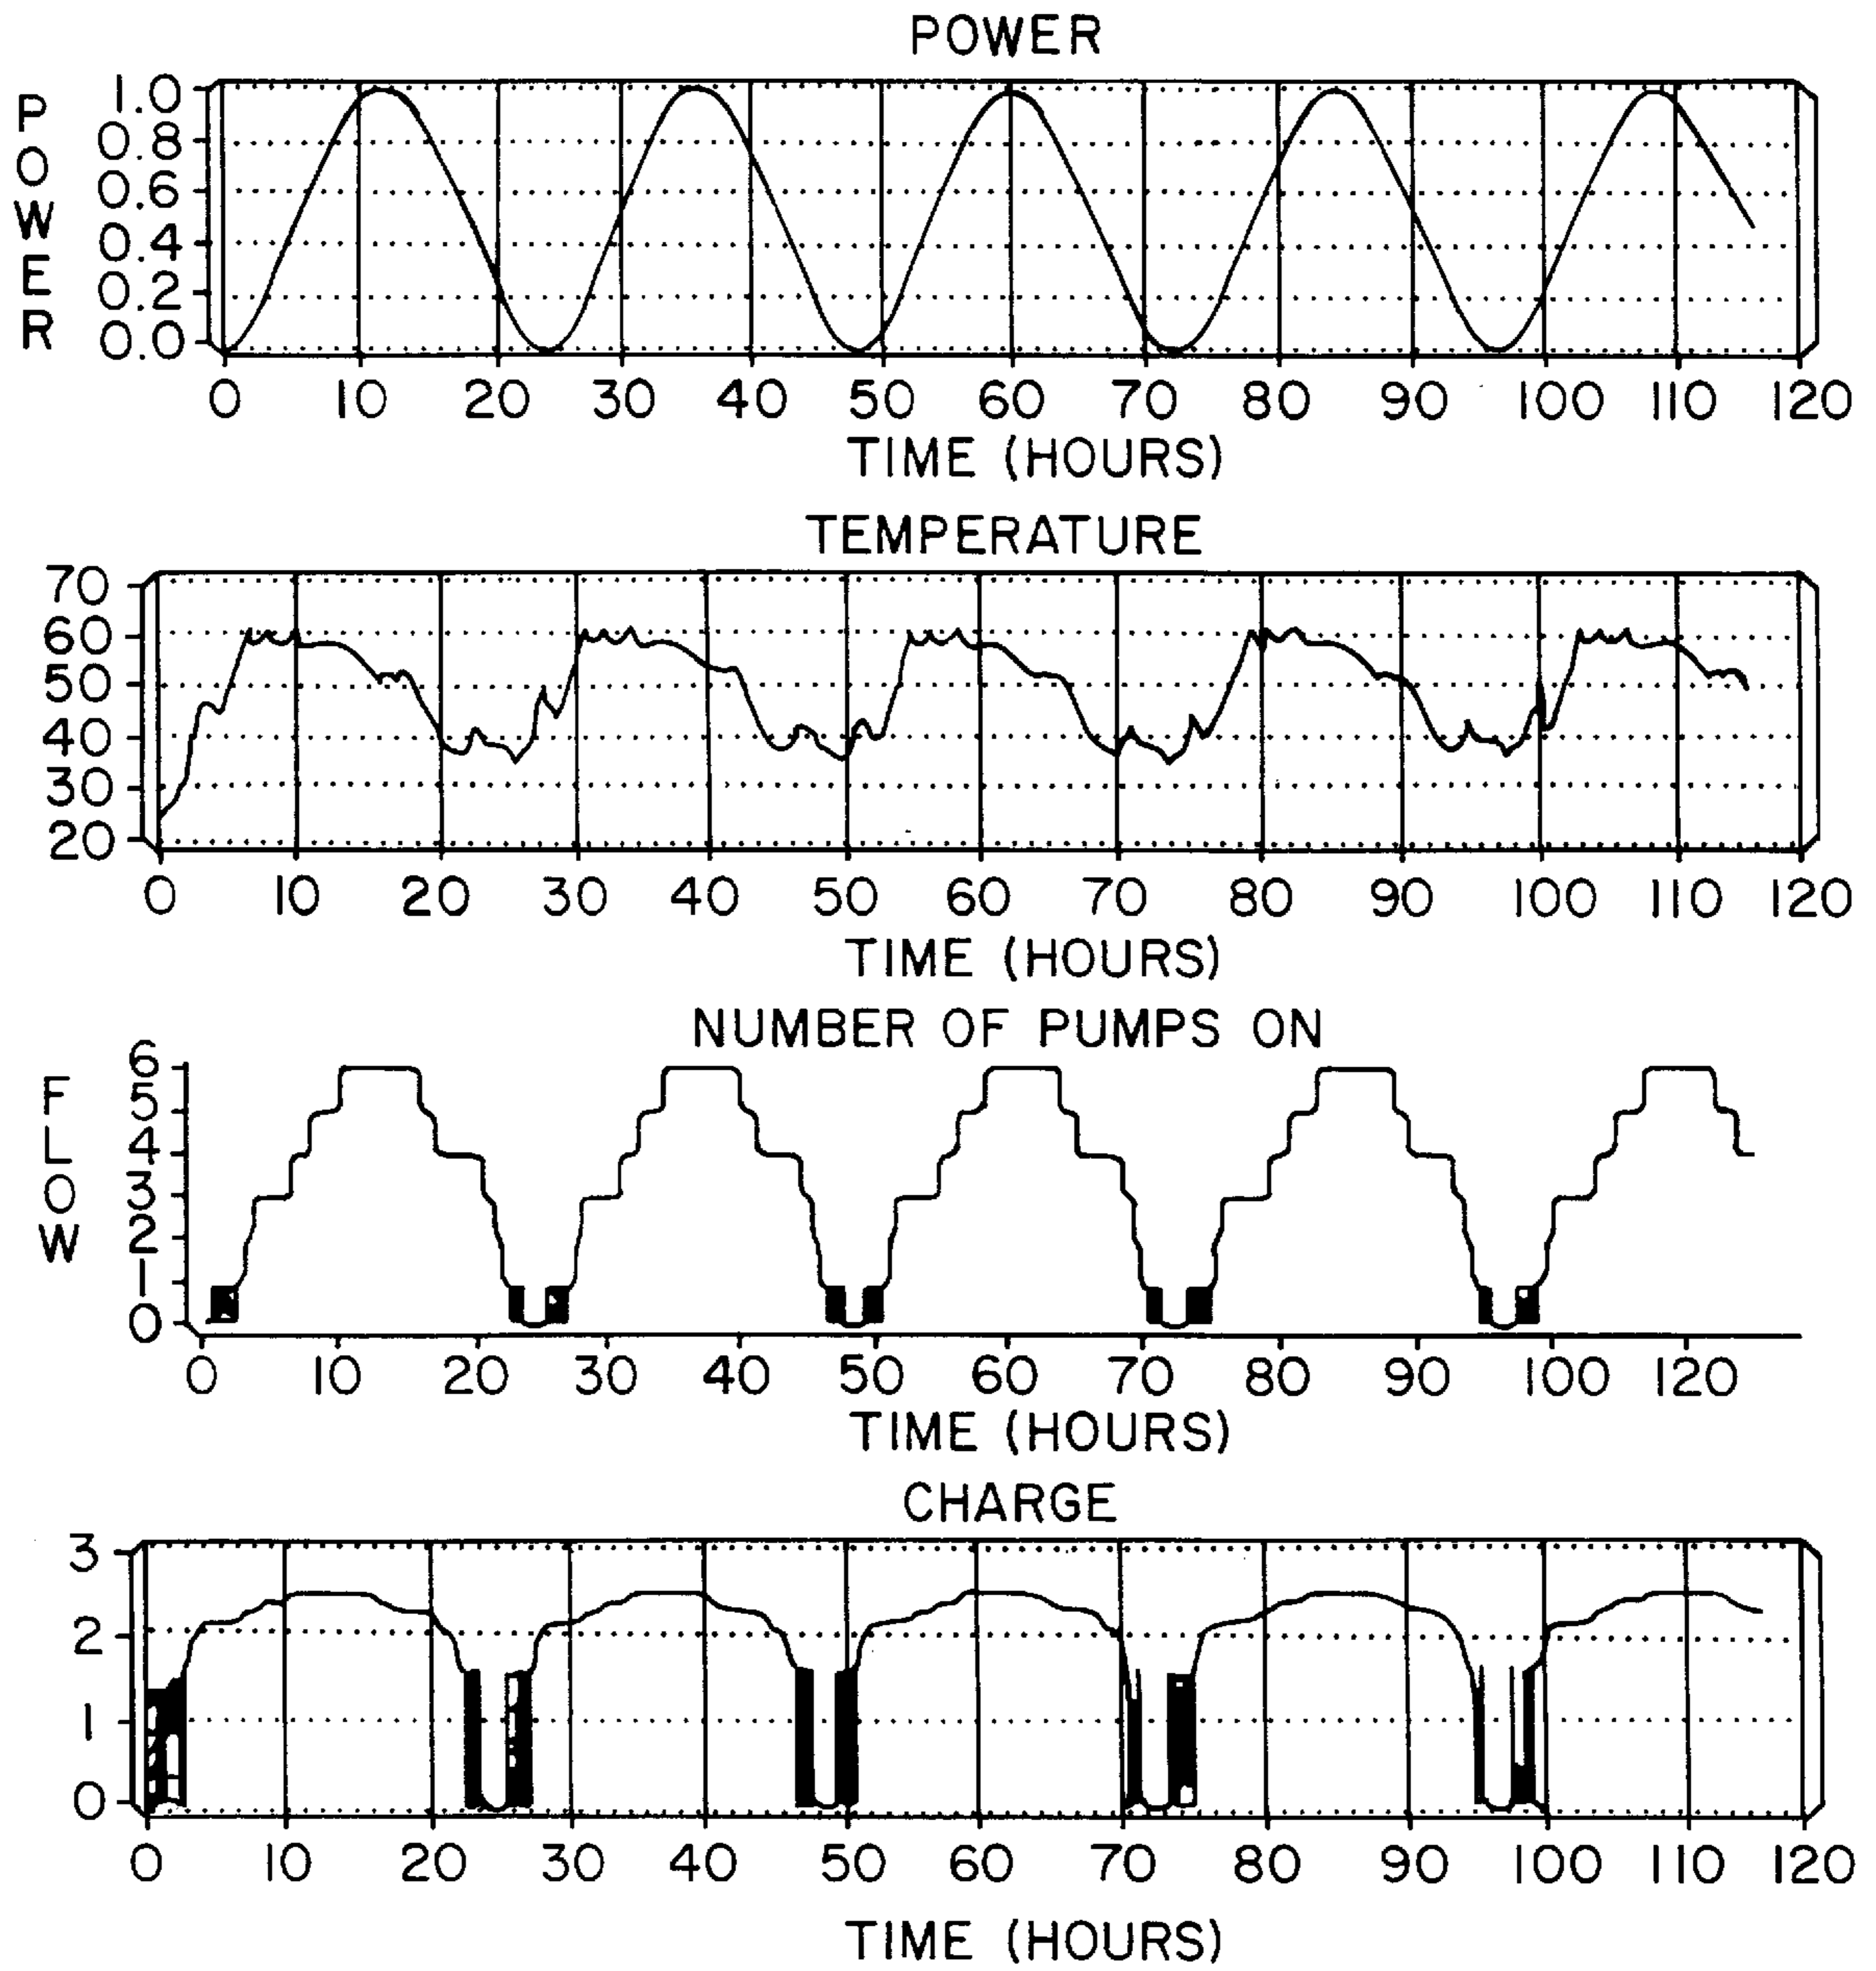 POWER
POWER
1.0
0.8
0.6
0.4
0.2
0.0
0 10 20 30 40 50 60 70 80 90 100 110 120
TIME (HOURS)
TEMPERATURE
70
60
50
40
30
20
0 10 20 30 40 50 60 70 80 90 100 110 120
TIME (HOURS)
NUMBER OF PUMPS ON
FLOW
6
5
4
3
2
1
0
0 10 20 30 40 50 60 70 80 90 100 120
TIME (HOURS)
CHARGE
3
2
1
0
0 10 20 30 40 50 60 70 80 90 100 110 120
TIME (HOURS)